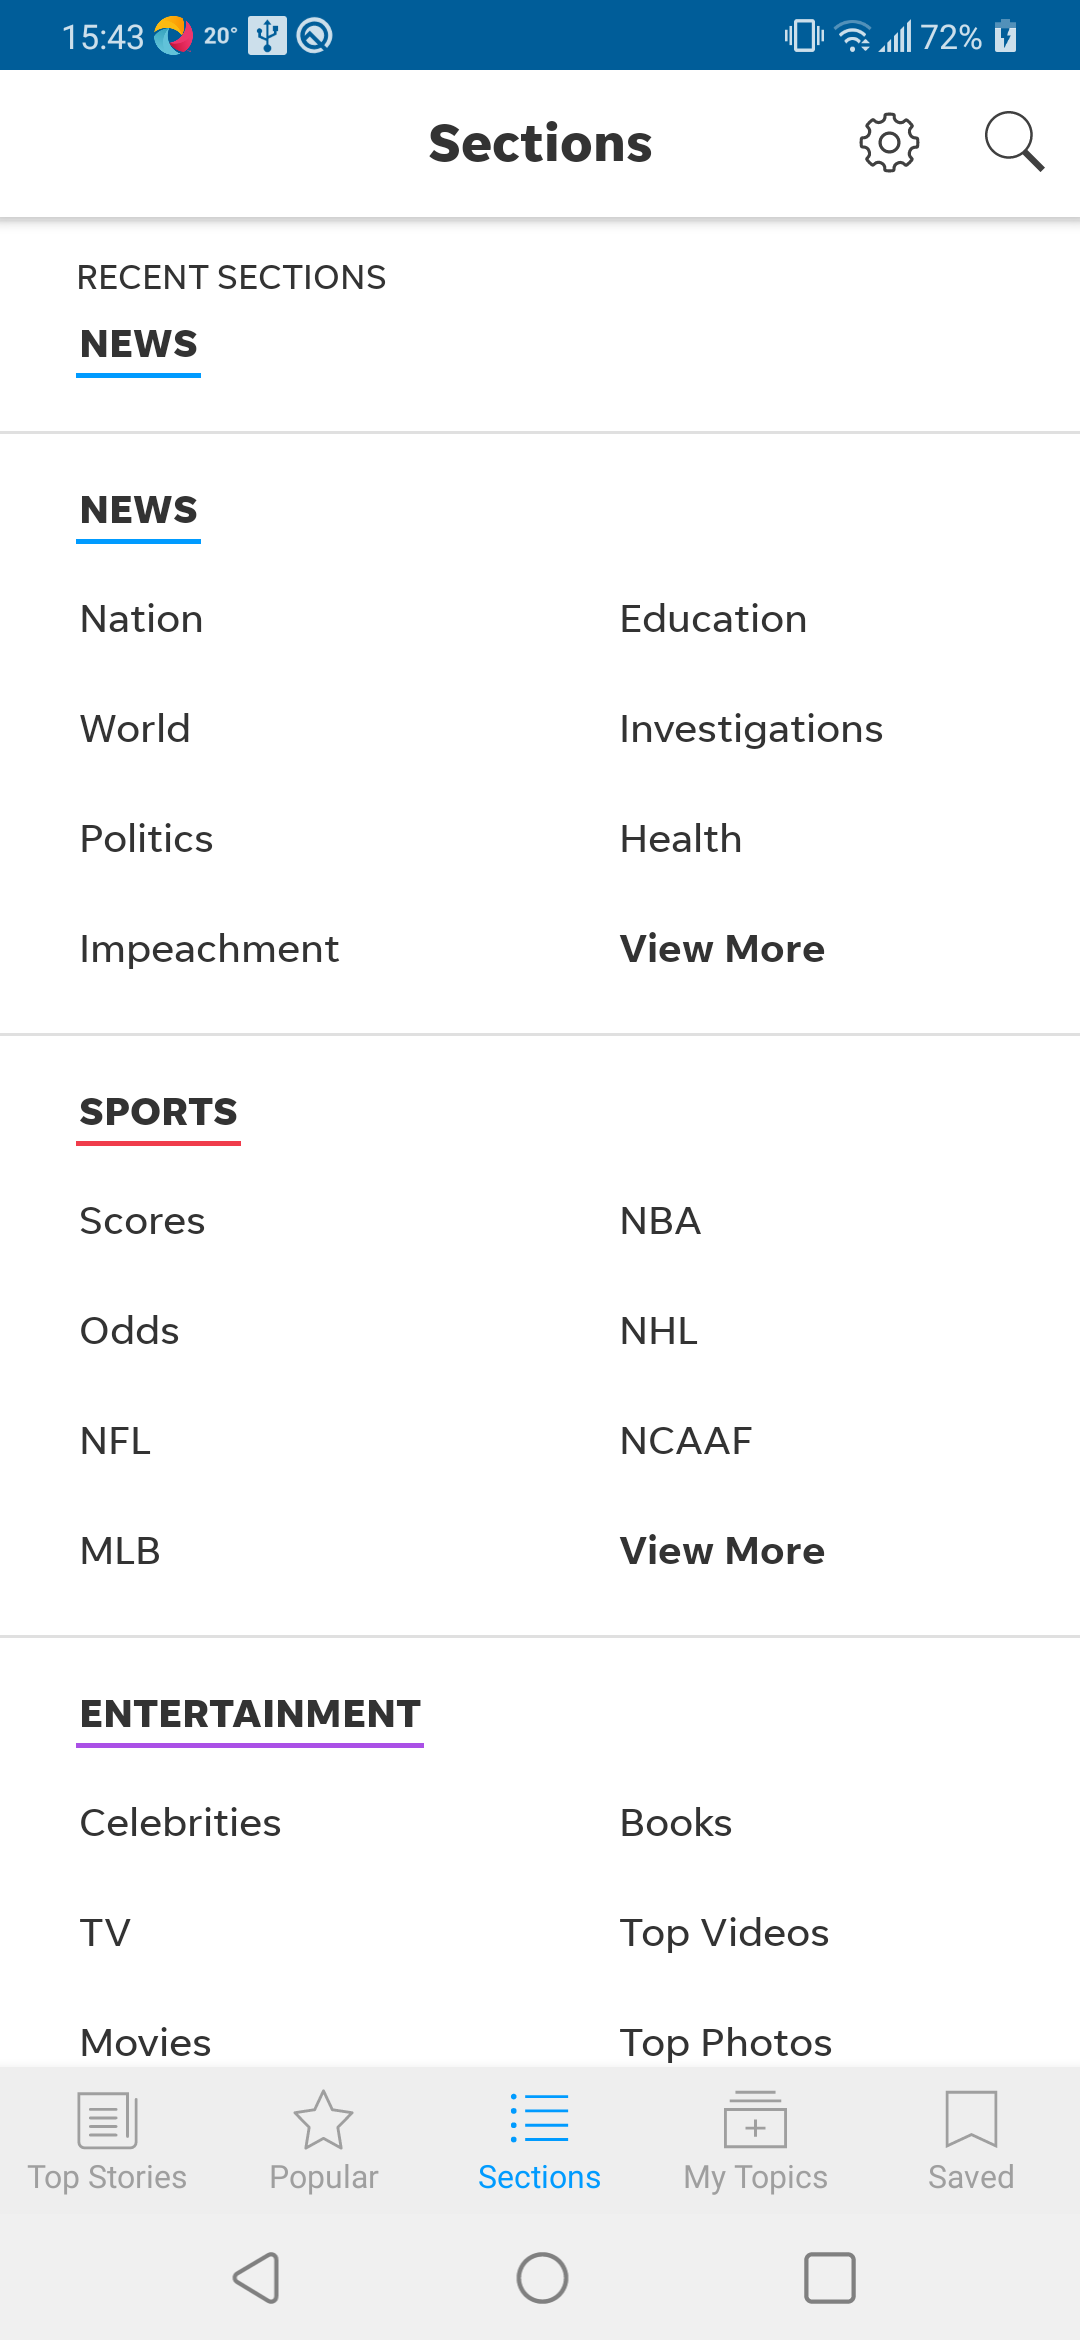 15:43 20° 72%
Sections
RECENT SECTIONS
NEWS
NEWS
Nation Education
World Investigations
Politics Health
Impeachment View More
SPORTS
Scores NBA
Odds NHL
NFL NCAAF
MLB View More
ENTERTAINMENT
Celebrities Books
TV Top Videos
Movies Top Photos
Top Stories Popular Sections My Topics Saved